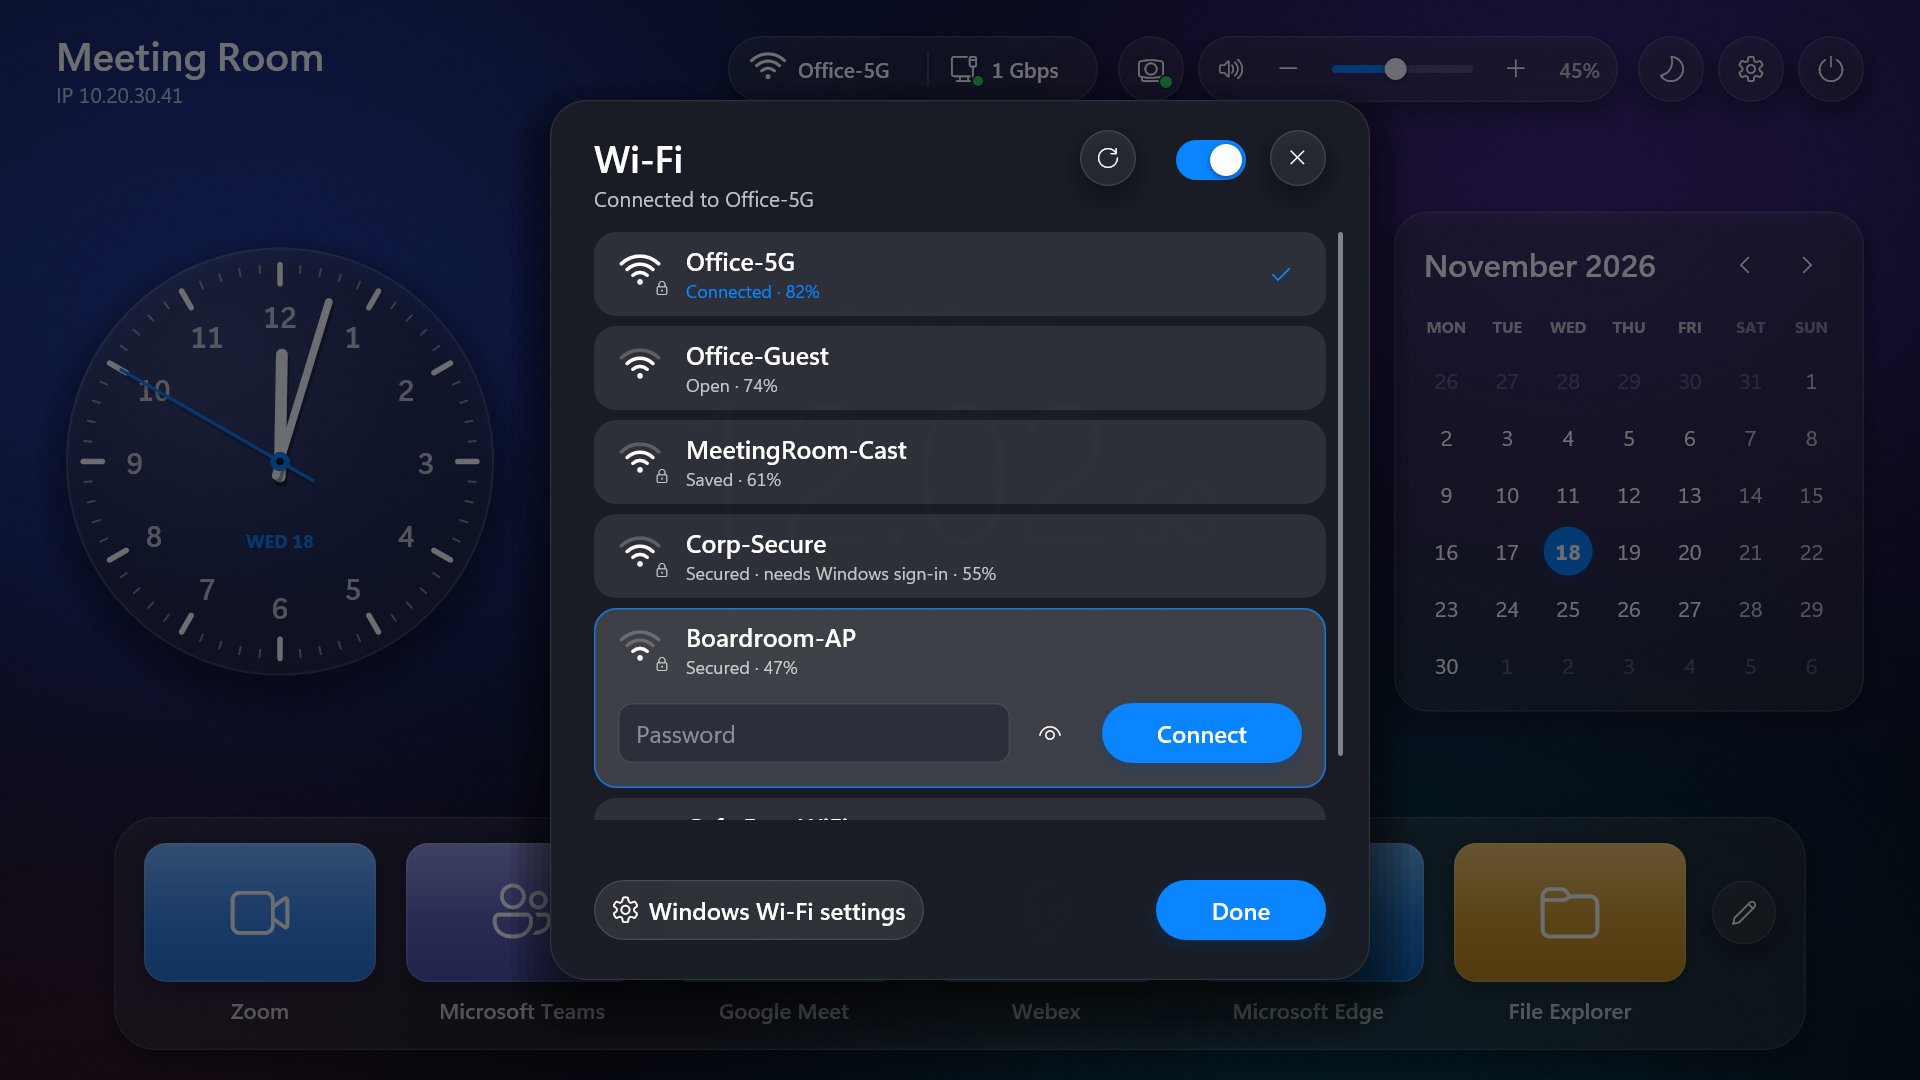 Meeting Room
IP 10.20.30.41
Office-5G
1 Gbps
45%
Wi-Fi
Connected to Office-5G
Office-5G
Connected · 82%
Office-Guest
Open · 74%
MeetingRoom-Cast
Saved · 61%
Corp-Secure
Secured · needs Windows sign-in · 55%
Boardroom-AP
Secured · 47%
Password
Connect
Windows Wi-Fi settings
Done
12
1
2
3
4
5
6
7
8
9
10
11
WED 18
November 2026
MON TUE WED THU FRI SAT SUN
26 27 28 29 30 31 1
2 3 4 5 6 7 8
9 10 11 12 13 14 15
16 17 18 19 20 21 22
23 24 25 26 27 28 29
30 1 2 3 4 5 6
Zoom
Microsoft Teams
Google Meet
Webex
Microsoft Edge
File Explorer